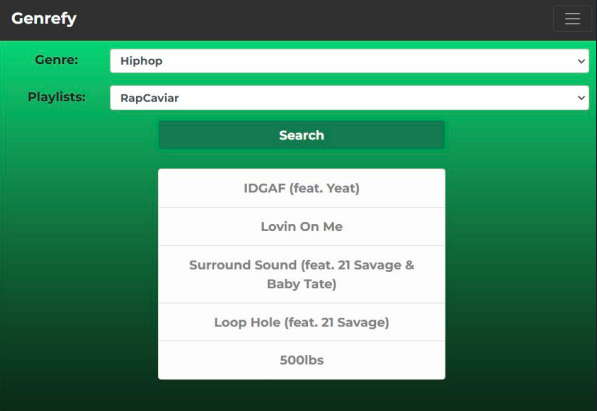 Genrefy
Genre:
Hiphop
Playlists:
RapCaviar
Search
IDGAF (feat. Yeat)
Lovin On Me
Surround Sound (feat. 21 Savage &
Baby Tate)
Loop Hole (feat. 21 Savage)
500lbs